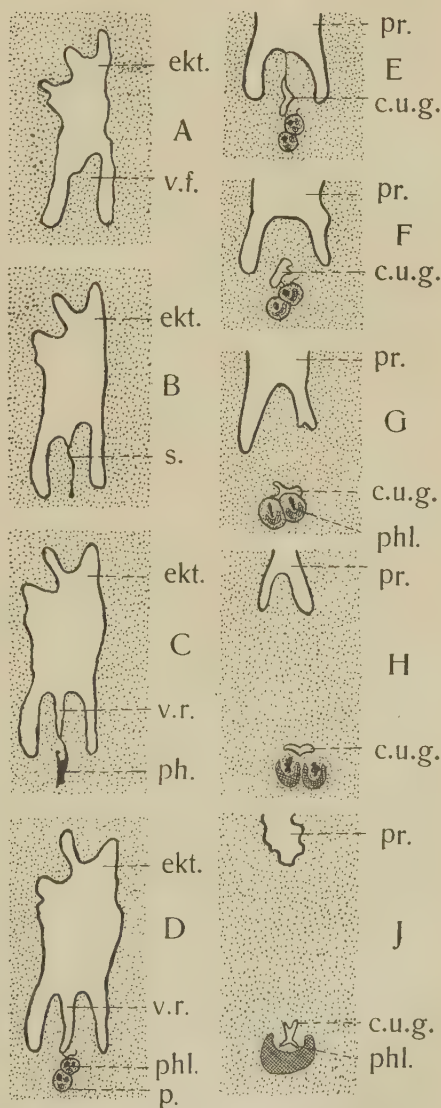 ekt.
A
v.f.
ekt.
B
s.
ekt.
C
v.r.
ph.
ekt.
D
v.r.
phl.
p.
pr.
E
c.u.g.
pr.
F
c.u.g.
pr.
G
c.u.g.
phl.
pr.
H
c.u.g.
pr.
J
c.u.g.
phl.